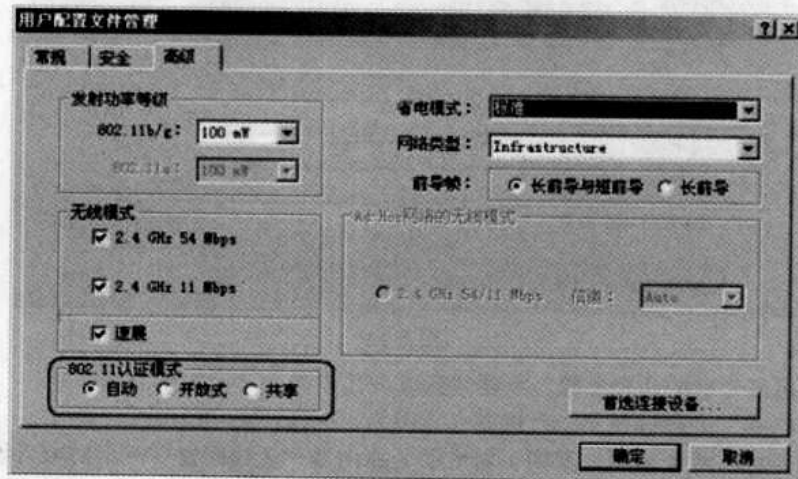 用户配置文件管理
常规 安全 高级
发射功率等级
802.11b/g: 100 mW
802.11a: 100 mW
省电模式:
网络类型: Infrastructure
前导帧: 长前导与短前导 长前导
无线模式
2.4 GHz 54 Mbps
2.4 GHz 11 Mbps
速展
Ad Hoc网络的无线模式
2.4 GHz 54/11 Mbps 信道: Auto
802.11认证模式
自动 开放式 共享
首选连接设备...
确定 取消